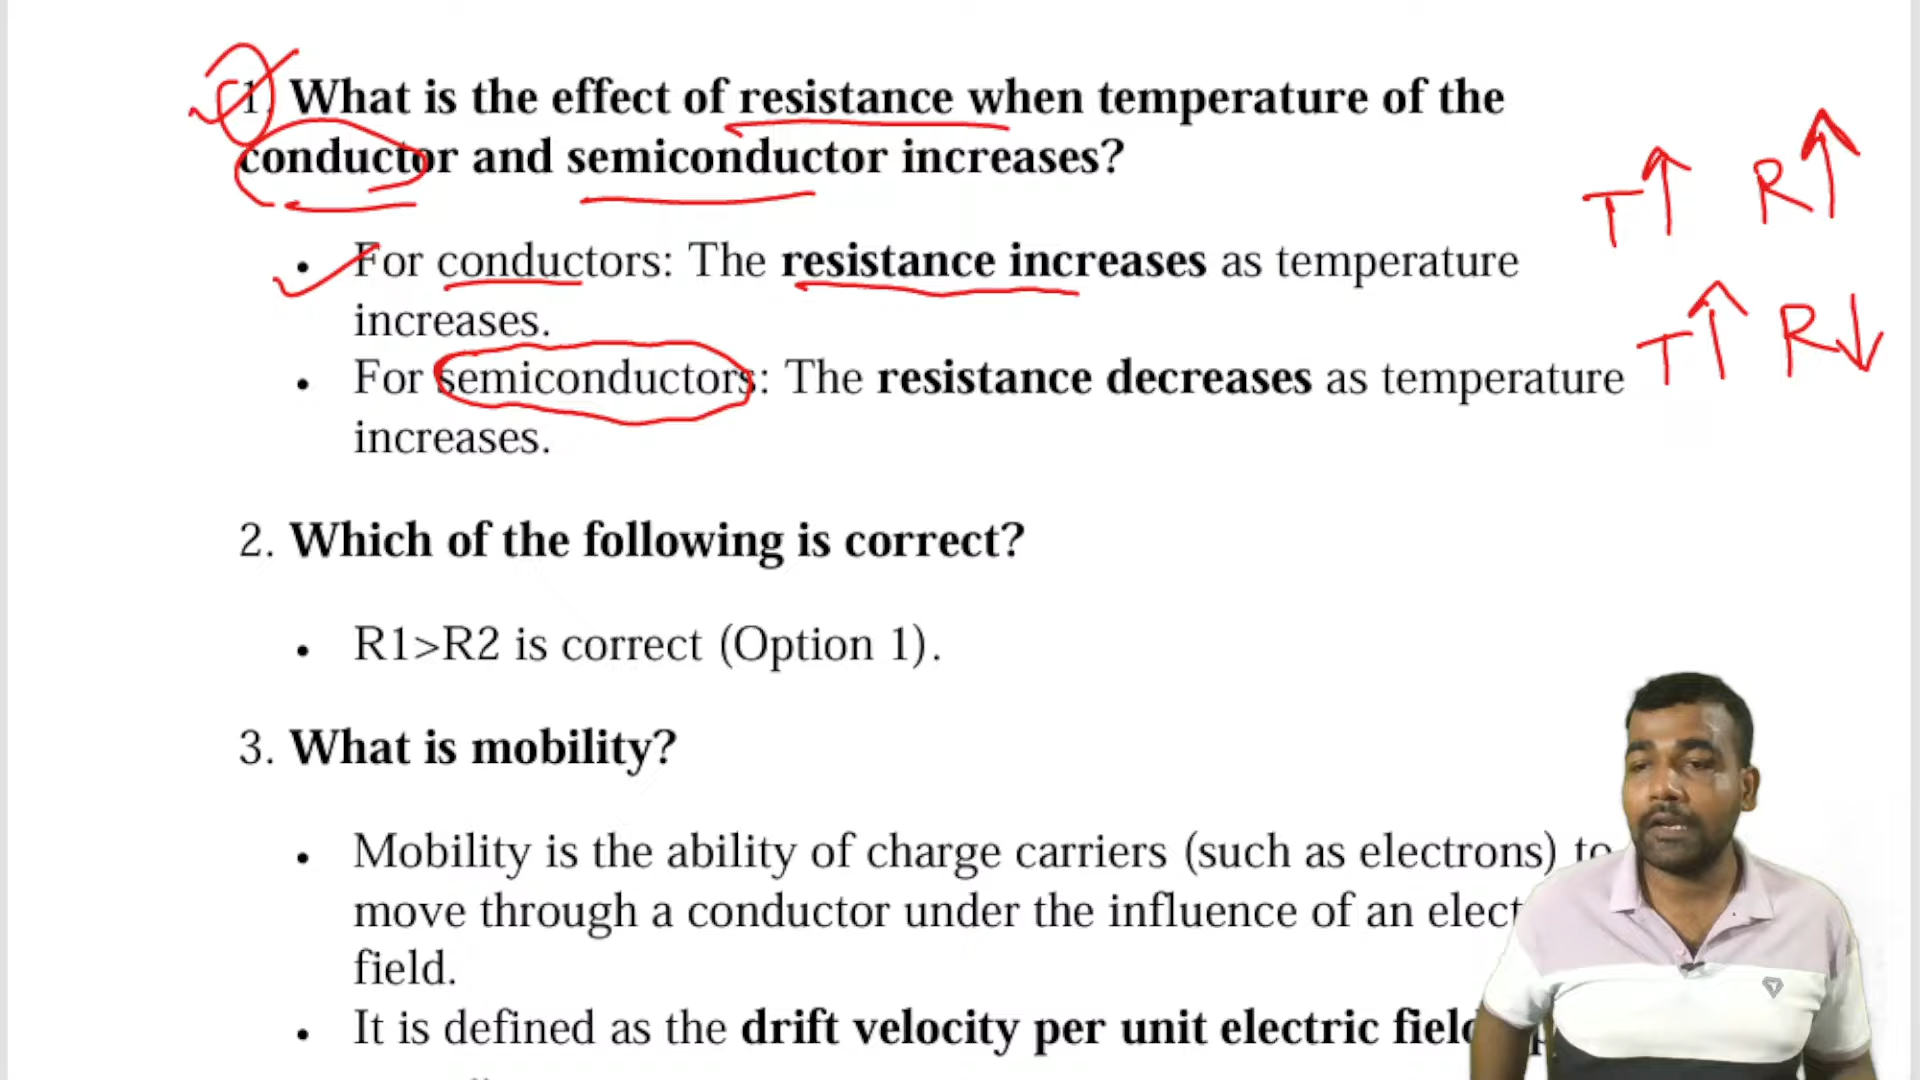 1. What is the effect of resistance when temperature of the
conductor and semiconductor increases?
T↑ R↑
• For conductors: The resistance increases as temperature
increases.
• For semiconductors: The resistance decreases as temperature
increases.
T↑ R↓
2. Which of the following is correct?
• R1>R2 is correct (Option 1).
3. What is mobility?
• Mobility is the ability of charge carriers (such as electrons) to
move through a conductor under the influence of an elect
field.
• It is defined as the drift velocity per unit electric field